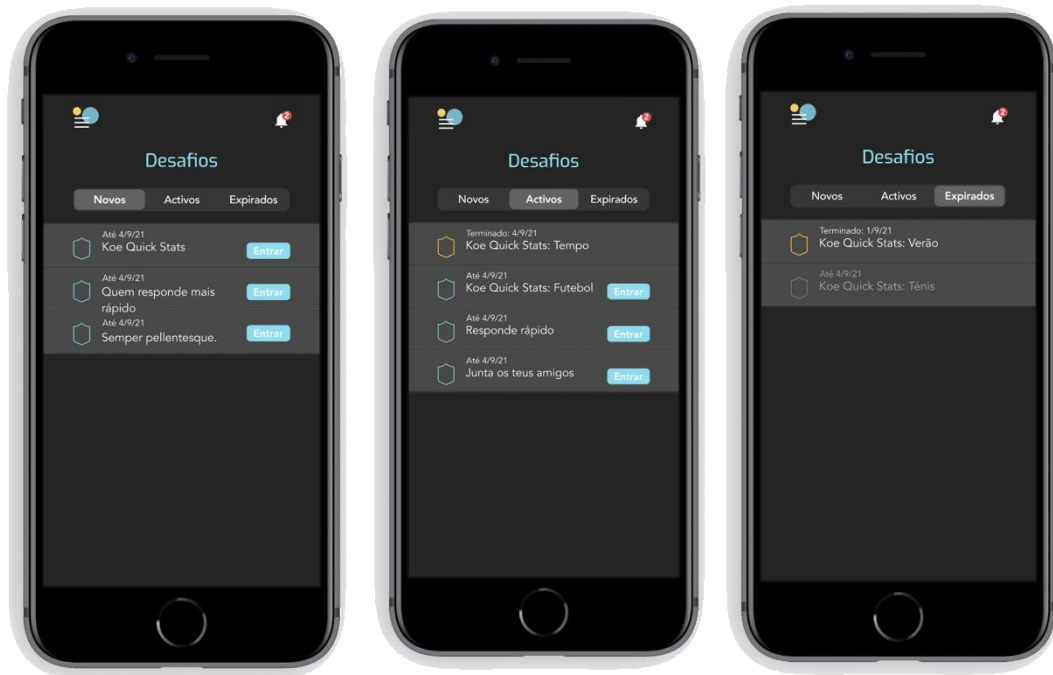 2
Desafios
Novos Activos Expirados
Até 4/9/21
Koe Quick Stats
Entrar
Até 4/9/21
Quem responde mais
rápido
Entrar
Até 4/9/21
Semper pellentesque.
Entrar
2
Desafios
Novos Activos Expirados
Terminado: 4/9/21
Koe Quick Stats: Tempo
Até 4/9/21
Koe Quick Stats: Futebol
Entrar
Até 4/9/21
Responde rápido
Entrar
Até 4/9/21
Junta os teus amigos
Entrar
2
Desafios
Novos Activos Expirados
Terminado: 1/9/21
Koe Quick Stats: Verão
Até 4/9/21
Koe Quick Stats: Ténis